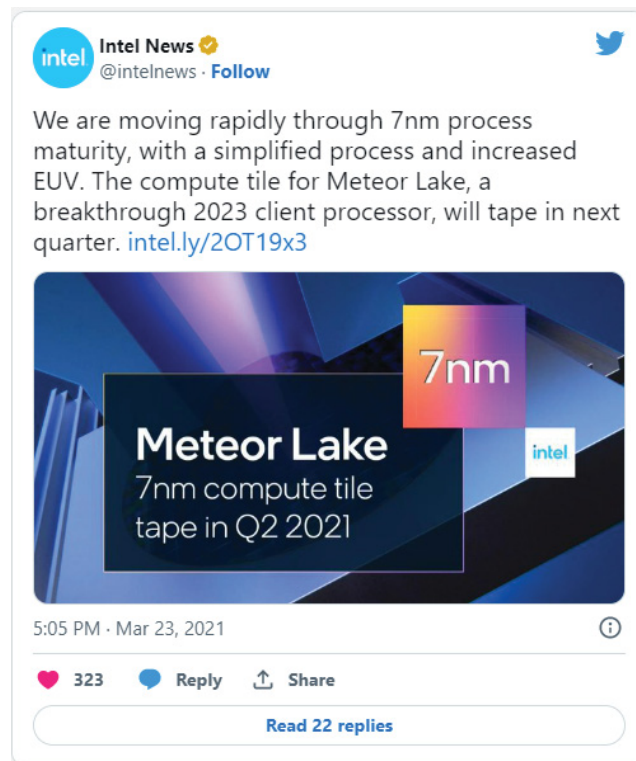 intel
Intel News
@intelnews · Follow
We are moving rapidly through 7nm process
maturity, with a simplified process and increased
EUV. The compute tile for Meteor Lake, a
breakthrough 2023 client processor, will tape in next
quarter. intel.ly/2OT19x3
7nm
Meteor Lake
intel
7nm compute tile
tape in Q2 2021
5:05 PM · Mar 23, 2021
323 Reply Share
Read 22 replies